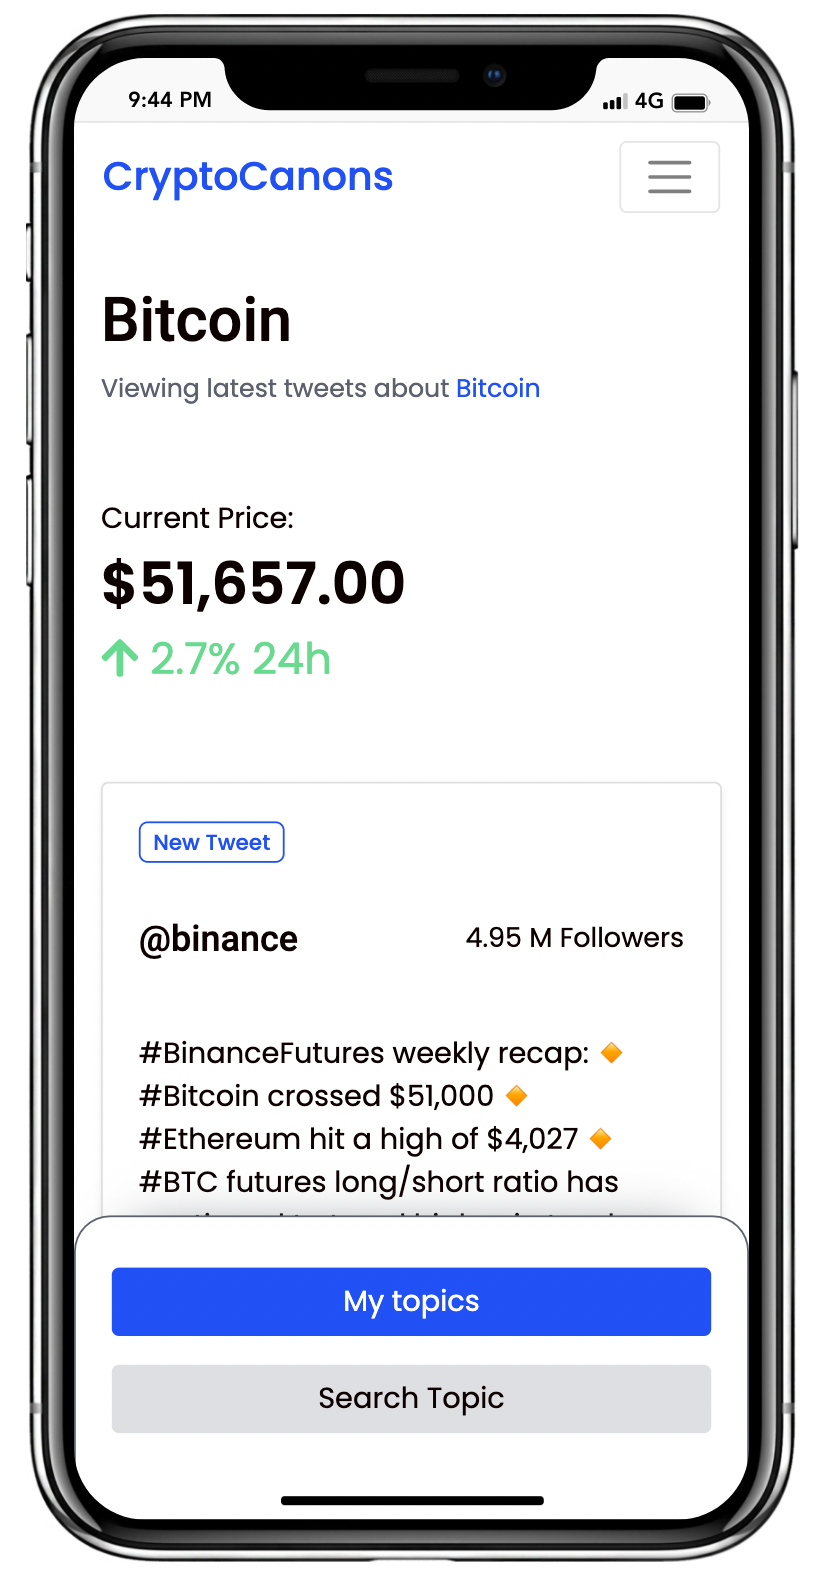 9:44 PM
4G
CryptoCanons
Bitcoin
Viewing latest tweets about Bitcoin
Current Price:
$51,657.00
2.7% 24h
New Tweet
@binance
4.95 M Followers
#BinanceFutures weekly recap: 🔸
#Bitcoin crossed $51,000 🔸
#Ethereum hit a high of $4,027 🔸
#BTC futures long/short ratio has
My topics
Search Topic